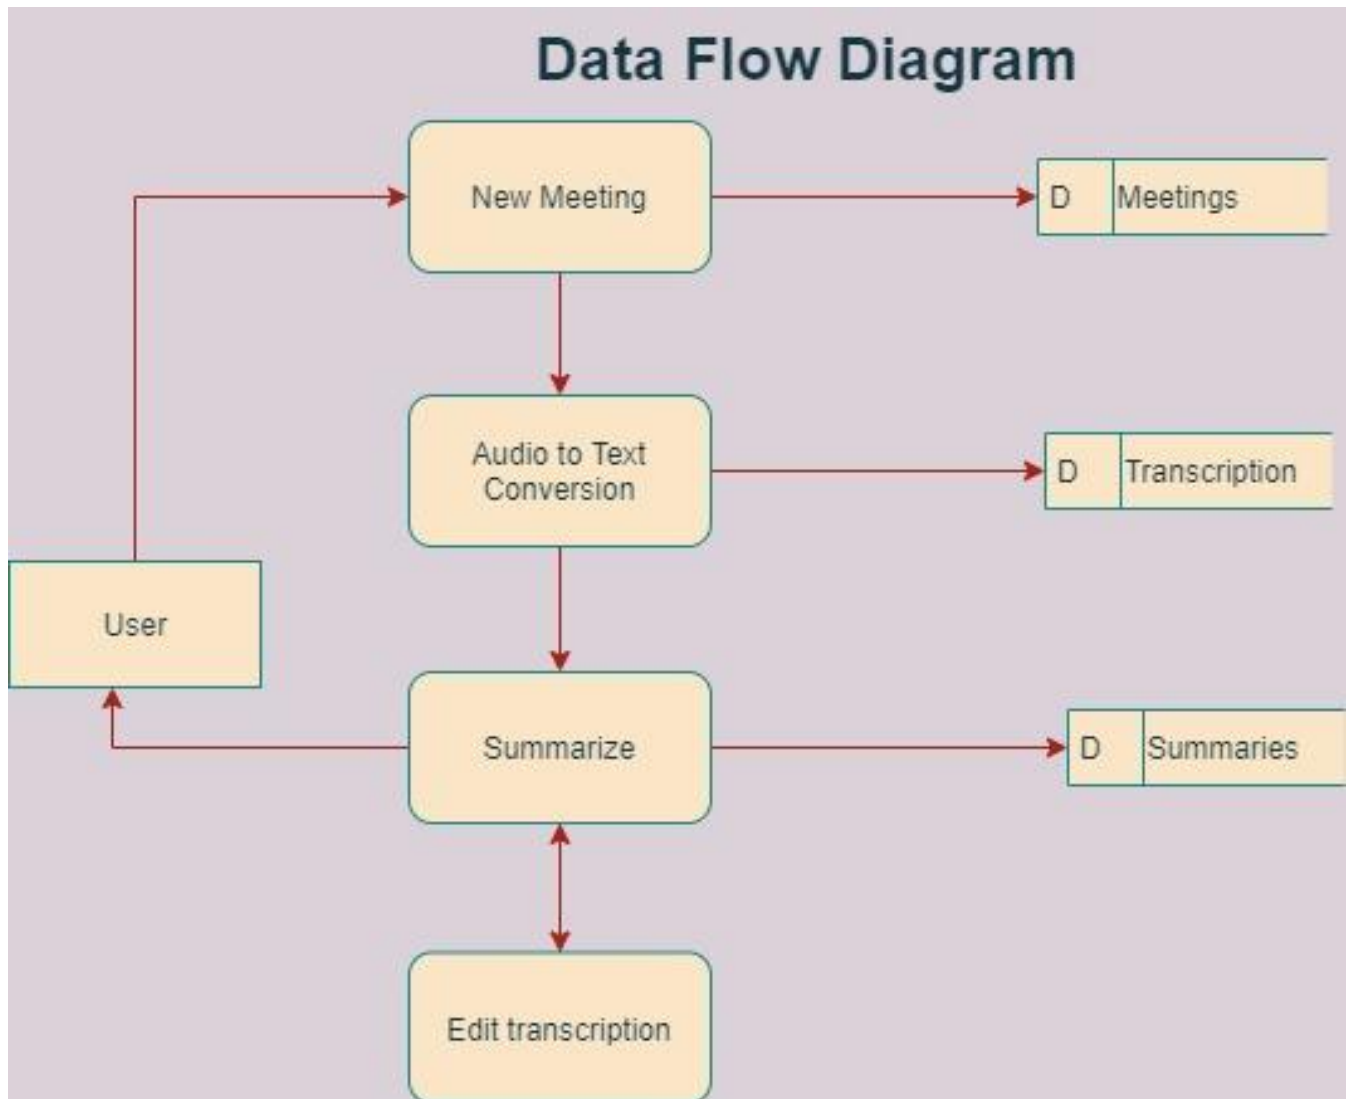 Data Flow Diagram
New Meeting
D Meetings
Audio to Text
Conversion
D Transcription
User
Summarize
D Summaries
Edit transcription